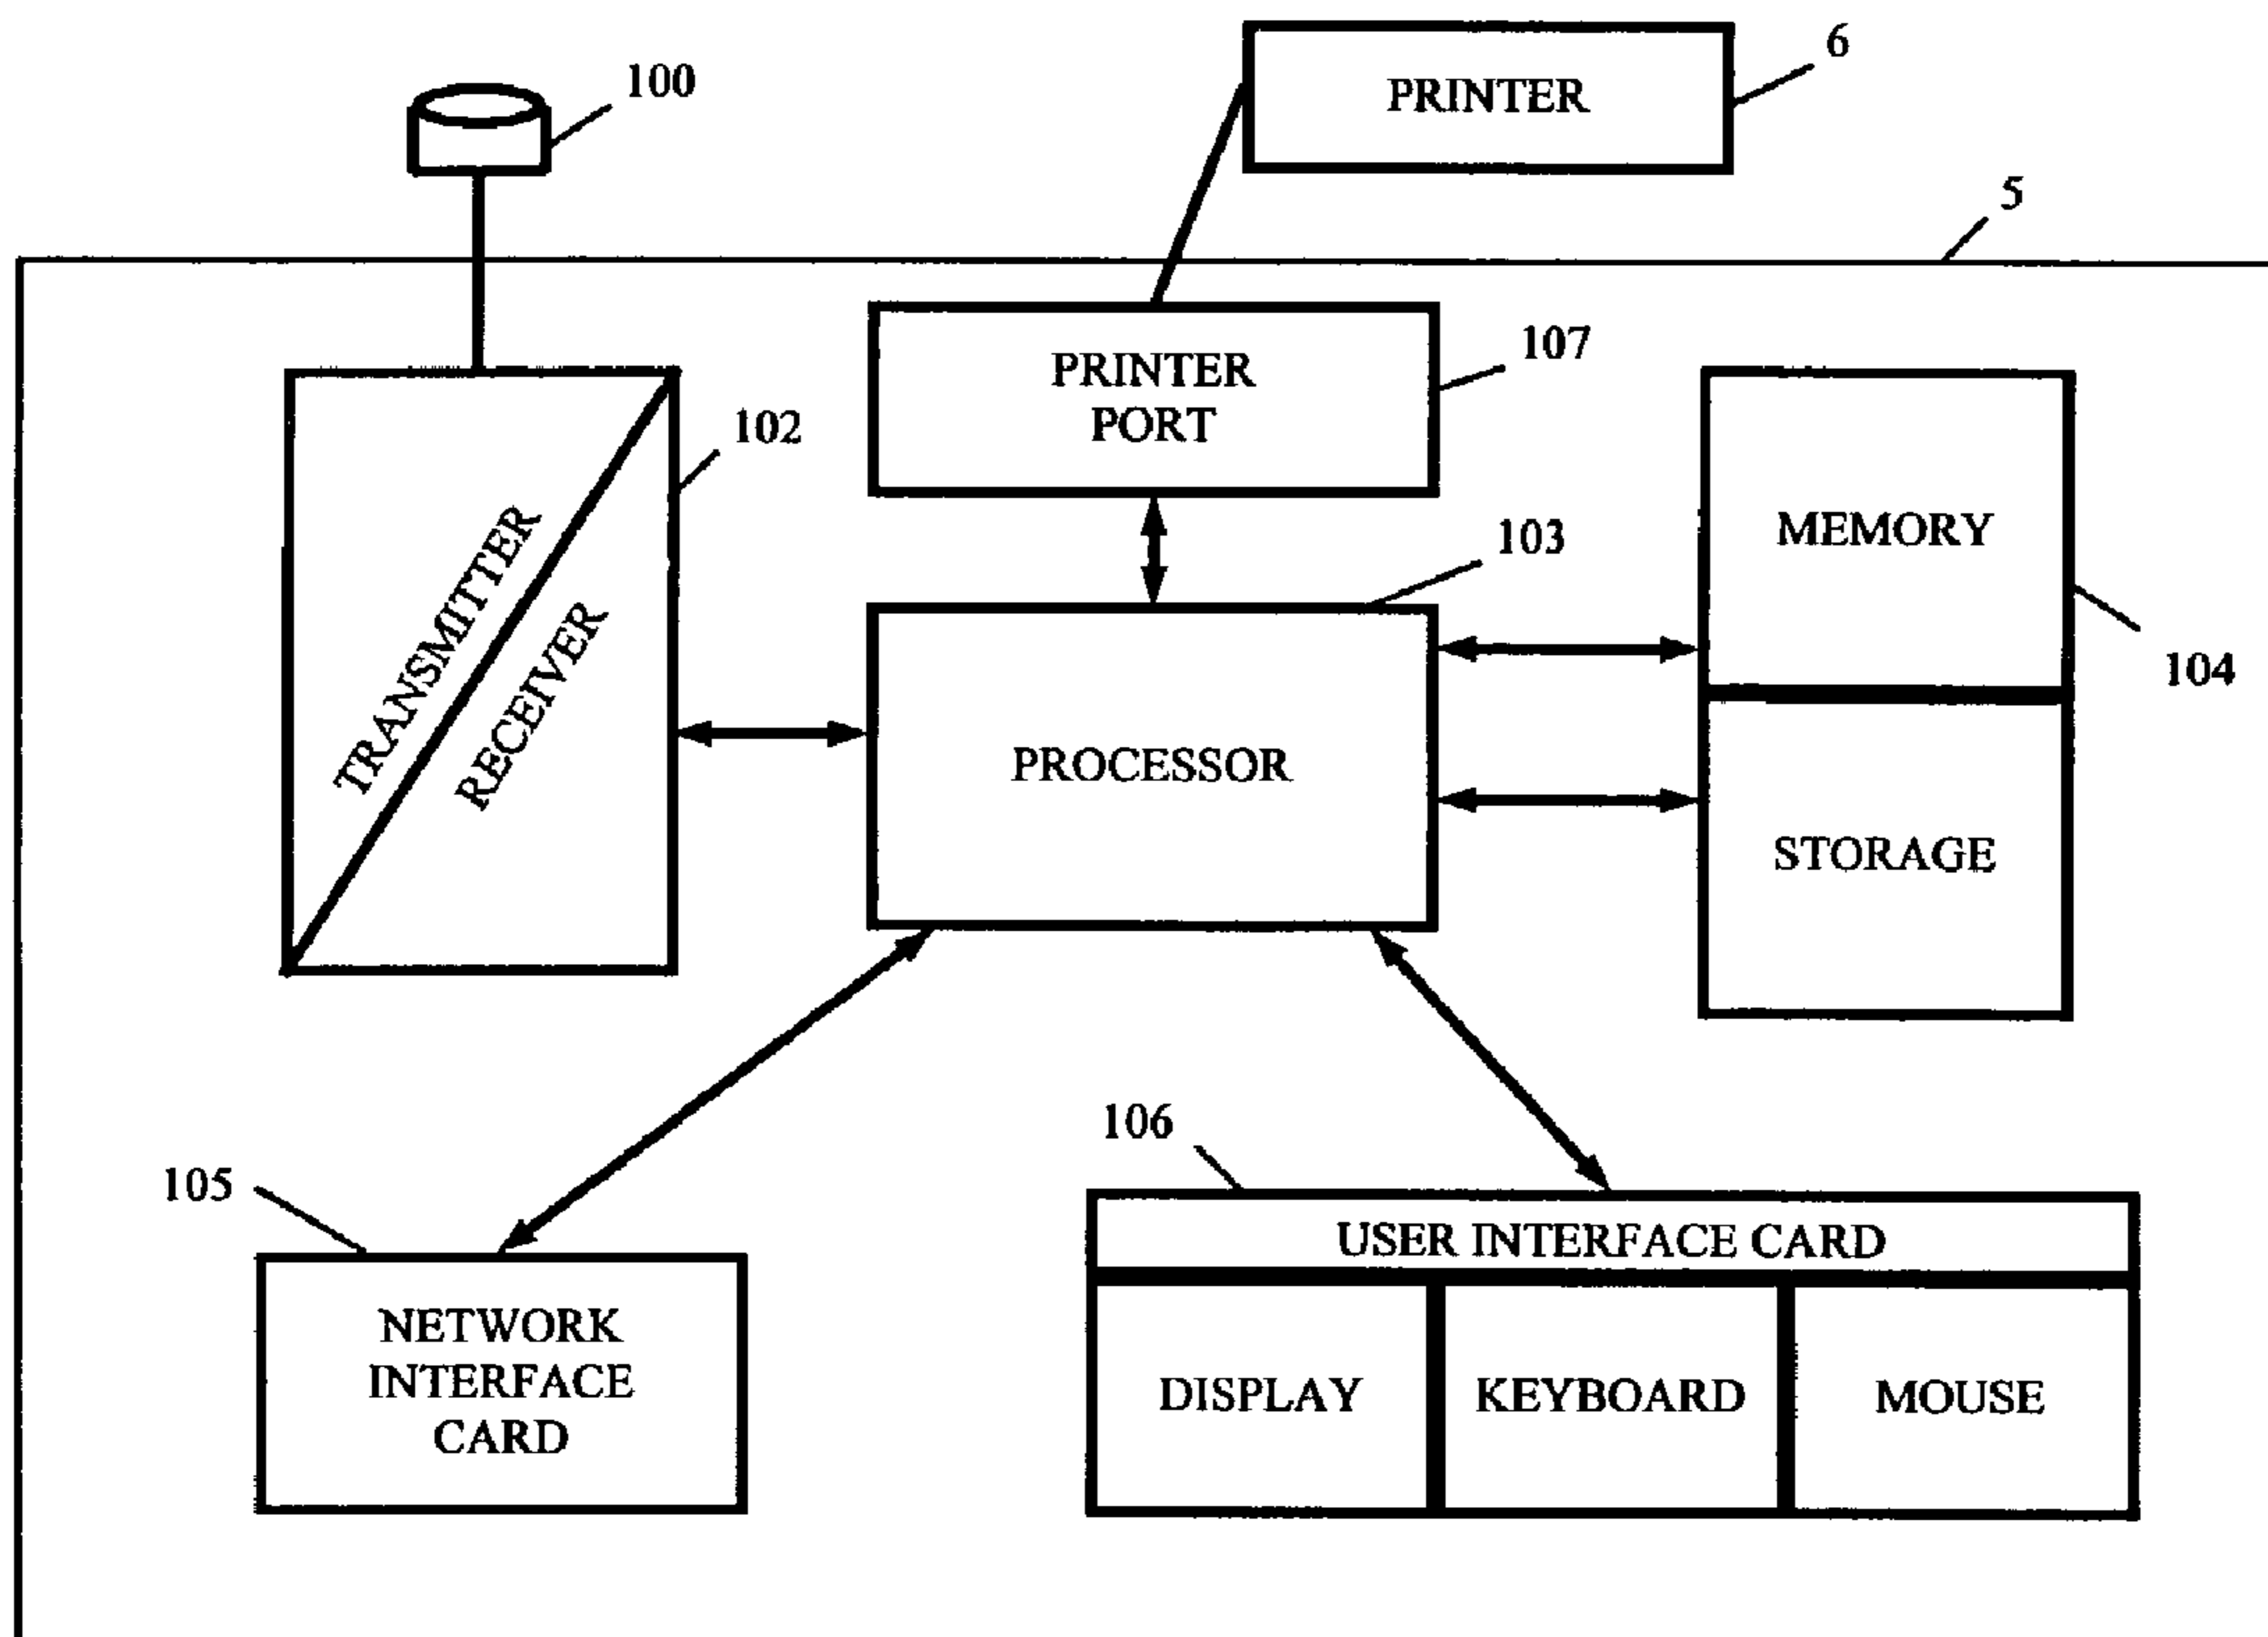 6
PRINTER
100
5
PRINTER
PORT
107
102
MEMORY
103
TRANSMITTER
RECEIVER
104
PROCESSOR
STORAGE
106
105
USER INTERFACE CARD
NETWORK
INTERFACE
CARD
DISPLAY
KEYBOARD
MOUSE